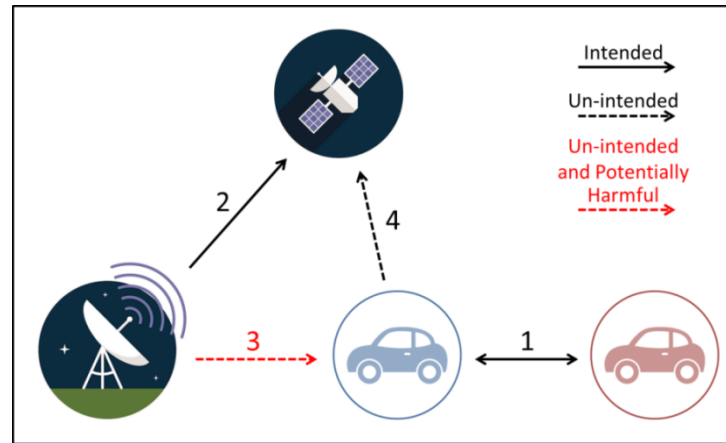 Intended
Un-intended
Un-intended
and Potentially
Harmful
2
4
3
1